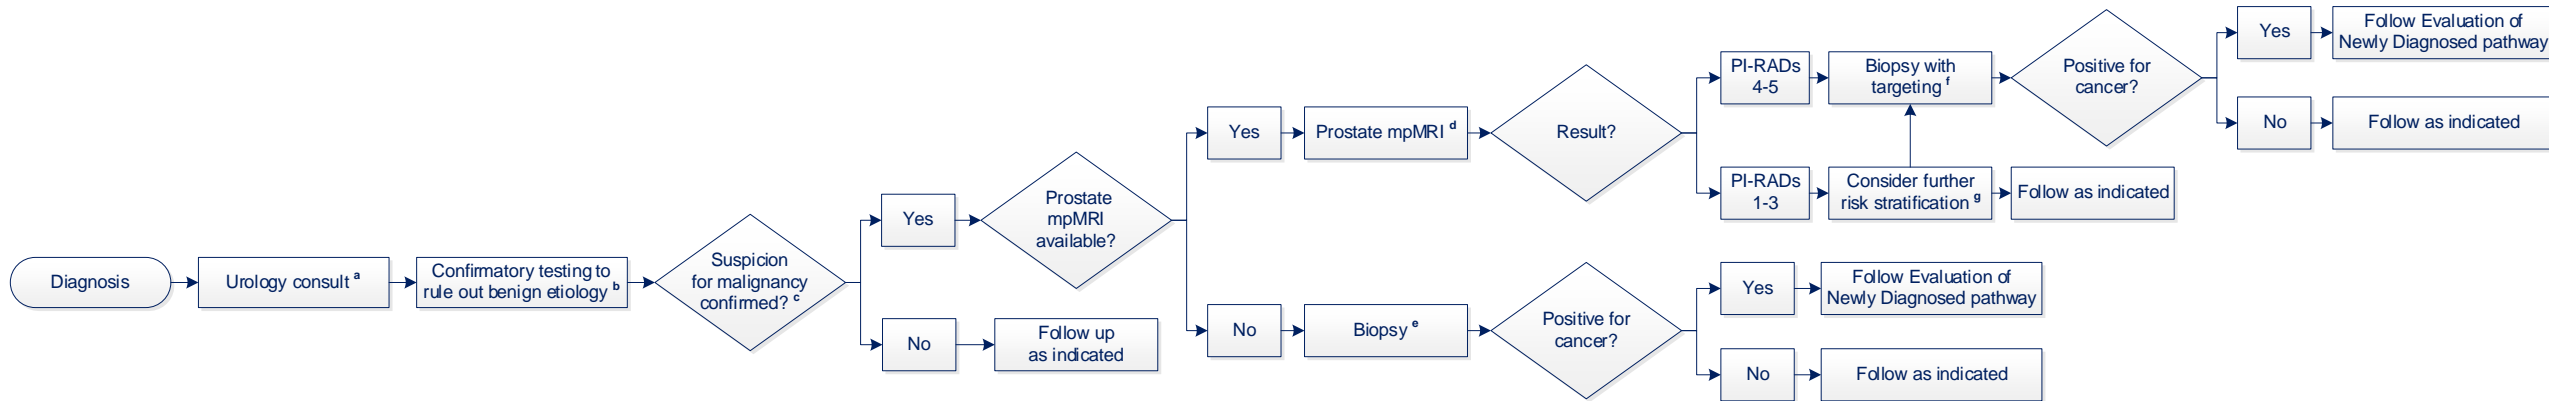 Diagnosis
Urology consult a
Confirmatory testing to
rule out benign etiology b
Suspicion
for malignancy
confirmed? c
Yes
No
Follow up
as indicated
Prostate
mpMRI
available?
Yes
Prostate mpMRI d
Result?
PI-RADs
4-5
Biopsy with
targeting f
Positive for
cancer?
Yes
Follow Evaluation of
Newly Diagnosed pathway
No
Follow as indicated
PI-RADs
1-3
Consider further
risk stratification g
Follow as indicated
No
Biopsy e
Positive for
cancer?
Yes
Follow Evaluation of
Newly Diagnosed pathway
No
Follow as indicated